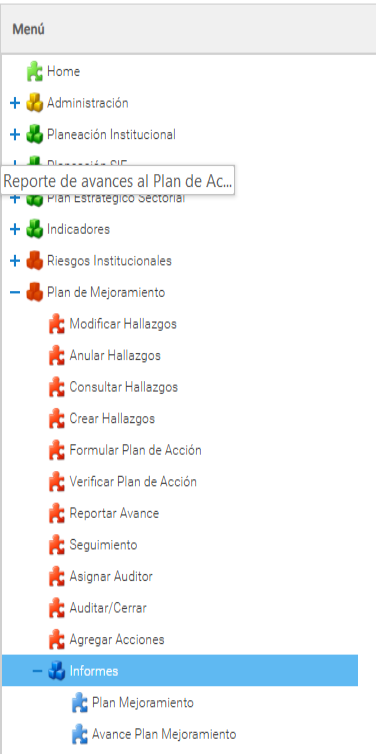 Menú
Home
Administración
Planeación Institucional
Reporte de avances al Plan de Ac...
Plan Estratégico Sectorial
Indicadores
Riesgos Institucionales
Plan de Mejoramiento
Modificar Hallazgos
Anular Hallazgos
Consultar Hallazgos
Crear Hallazgos
Formular Plan de Acción
Verificar Plan de Acción
Reportar Avance
Seguimiento
Asignar Auditor
Auditar/Cerrar
Agregar Acciones
Informes
Plan Mejoramiento
Avance Plan Mejoramiento